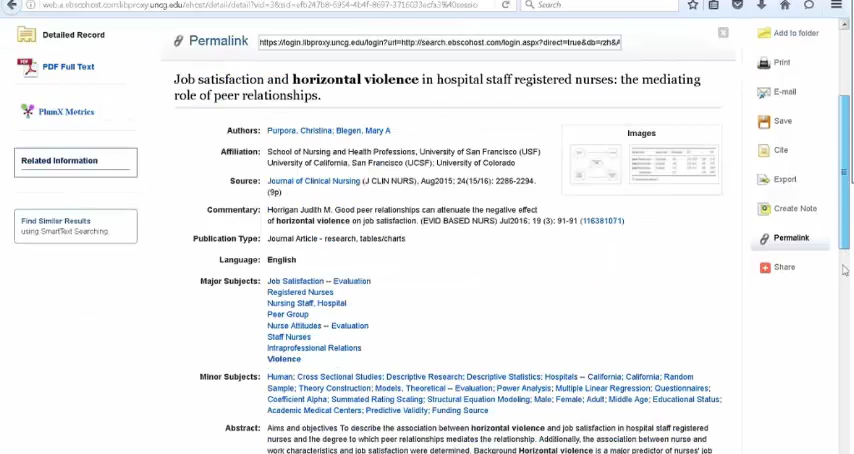 web.a.ebscohost.com.libproxy.uncg.edu/ehost/detail/detail?vid=3&sid=efb247b8-6954-4b4f-8697-3716033ecfa3%40sessio
Search
Detailed Record
PDF Full Text
PlumX Metrics
Related Information
Find Similar Results
using SmartText Searching.
Permalink
https://login.libproxy.uncg.edu/login?url=http://search.ebscohost.com/login.aspx?direct=true&db=rzh&A
Job satisfaction and horizontal violence in hospital staff registered nurses: the mediating
role of peer relationships.
Authors: Purpora, Christina; Blegen, Mary A
Affiliation: School of Nursing and Health Professions, University of San Francisco (USF)
University of California, San Francisco (UCSF); University of Colorado
Source: Journal of Clinical Nursing (J CLIN NURS), Aug2015; 24(15/16): 2286-2294.
(9p)
Commentary: Horrigan Judith M. Good peer relationships can attenuate the negative effect
of horizontal violence on job satisfaction. (EVID BASED NURS) Jul2016; 19 (3): 91-91 (116381071)
Publication Type: Journal Article - research, tables/charts
Language: English
Major Subjects: Job Satisfaction -- Evaluation
Registered Nurses
Nursing Staff, Hospital
Peer Group
Nurse Attitudes -- Evaluation
Staff Nurses
Intraprofessional Relations
Violence
Minor Subjects: Human; Cross Sectional Studies; Descriptive Research; Descriptive Statistics; Hospitals -- California; California; Random
Sample; Theory Construction; Models, Theoretical -- Evaluation; Power Analysis; Multiple Linear Regression; Questionnaires;
Coefficient Alpha; Summated Rating Scaling; Structural Equation Modeling; Male; Female; Adult; Middle Age; Educational Status;
Academic Medical Centers; Predictive Validity; Funding Source
Abstract: Aims and objectives To describe the association between horizontal violence and job satisfaction in hospital staff registered
nurses and the degree to which peer relationships mediates the relationship. Additionally, the association between nurse and
work characteristics and job satisfaction were determined. Background Horizontal violence is a major predictor of nurses' job
Images
Add to folder
Print
E-mail
Save
Cite
Export
Create Note
Permalink
Share